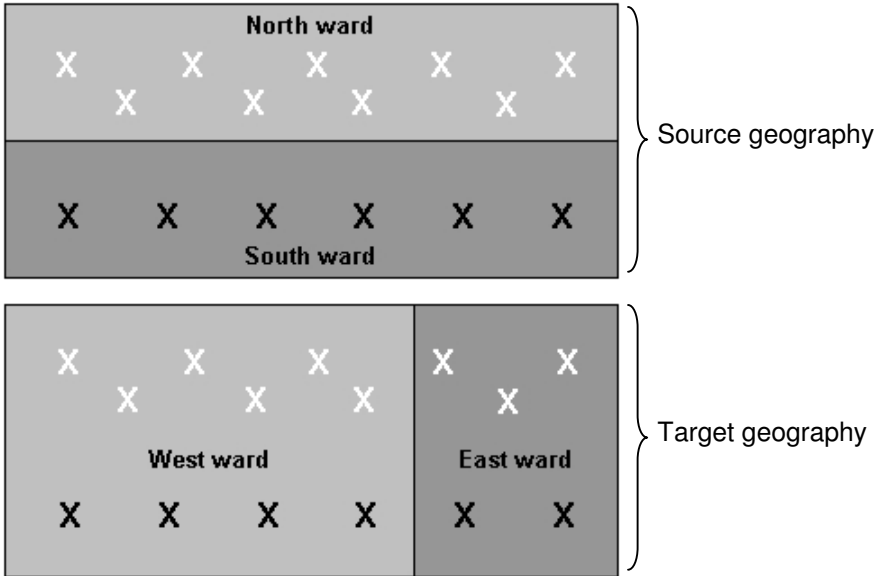 North ward
X X X X X
X X X X
Source geography
X X X X X X
South ward
X X X X X
X X X X
Target geography
West ward East ward
X X X X X X